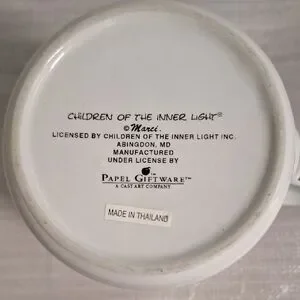 CHILDREN OF THE INNER LIGHT®
© Marci.
LICENSED BY CHILDREN OF THE INNER LIGHT INC.
ABINGDON, MD
MANUFACTURED
UNDER LICENSE BY
PAPEL GIFTWARE™
A CAST ART COMPANY
MADE IN THAILAND